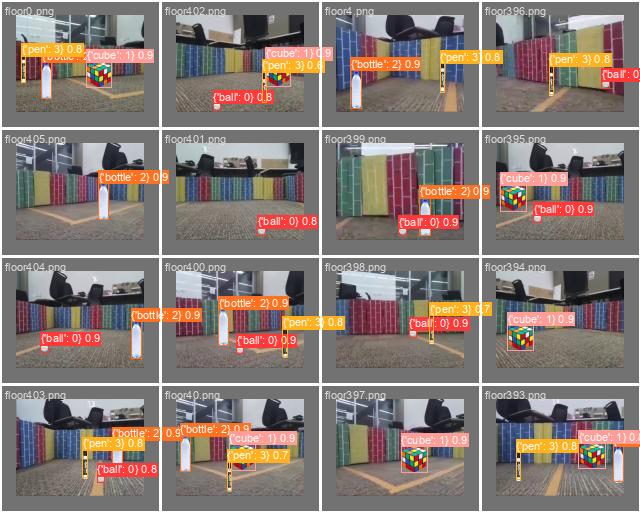 floor0.png
{'pen': 3} 0.8
{'cube': 1} 0.9
floor402.png
{'cube': 1} 0.9
{'pen': 3} 0.6
{'ball': 0} 0.8
floor4.png
{'bottle': 2} 0.9
{'pen': 3} 0.8
floor396.png
{'pen': 3} 0.8
{'ball': 0
floor405.png
{'bottle': 2} 0.9
floor401.png
{'ball': 0} 0.8
floor399.png
{'bottle': 2} 0.9
{'ball': 0} 0.9
floor395.png
{'cube': 1} 0.9
{'ball': 0} 0.9
floor404.png
{'bottle': 2} 0.9
{'ball': 0} 0.9
floor400.png
{'bottle': 2} 0.9
{'pen': 3} 0.8
{'ball': 0} 0.9
floor398.png
{'pen': 3} 0.7
{'ball': 0} 0.9
floor394.png
{'cube': 1} 0.9
floor403.png
{'bottle': 2} 0.9
{'pen': 3} 0.8
{'ball': 0} 0.8
floor40.png
{'bottle': 2} 0.9
{'cube': 1} 0.9
{'pen': 3} 0.7
floor397.png
{'cube': 1} 0.9
floor393.png
{'cube': 1} 0.
{'pen': 3} 0.8